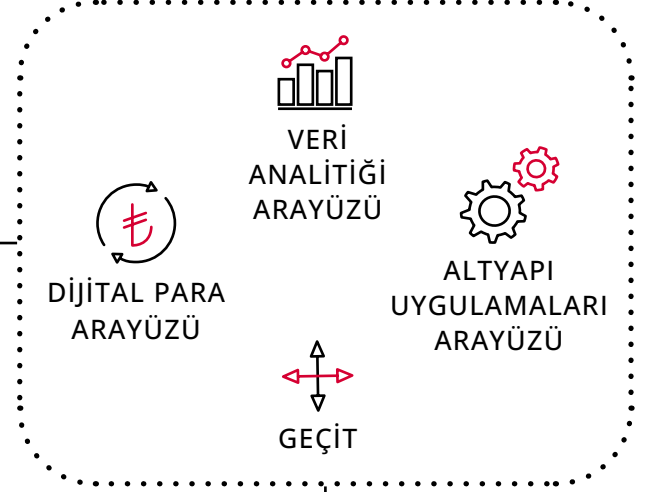 VERİ
ANALİTİĞİ
ARAYÜZÜ
DİJİTAL PARA
ARAYÜZÜ
ALTYAPI
UYGULAMALARI
ARAYÜZÜ
GEÇİT